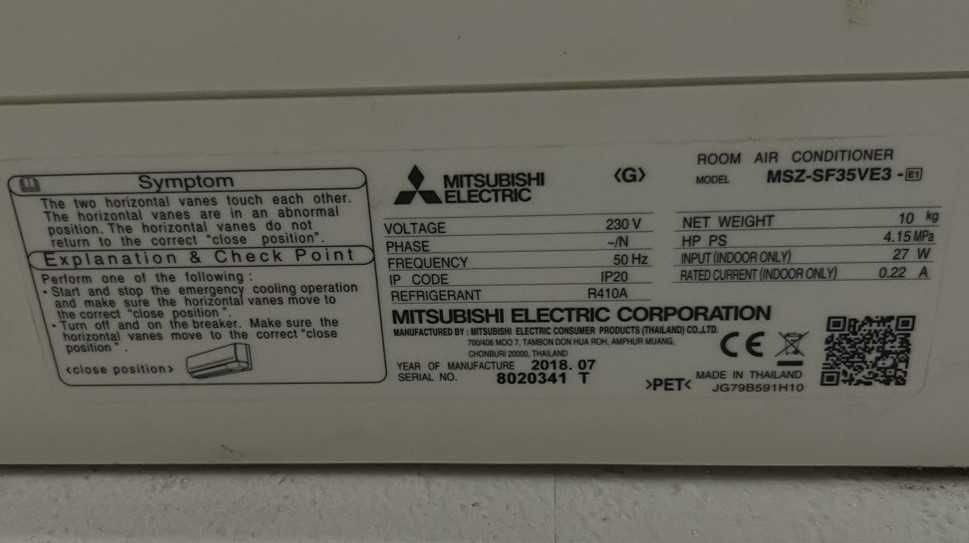 Symptom
The two horizontal vanes touch each other.
The horizontal vanes are in an abnormal
position. The horizontal vanes do not
return to the correct "close position".
Explanation & Check Point
Perform one of the following :
• Start and stop the emergency cooling operation
and make sure the horizontal vanes move to
the correct "close position".
• Turn off and on the breaker. Make sure the
horizontal vanes move to the correct "close
position".
<close position>
MITSUBISHI
ELECTRIC
<G>
VOLTAGE 230 V
PHASE ~/N
FREQUENCY 50 Hz
IP CODE IP20
REFRIGERANT R410A
ROOM AIR CONDITIONER
MODEL MSZ-SF35VE3 - E1
NET WEIGHT 10 kg
HP PS 4.15 MPa
INPUT (INDOOR ONLY) 27 W
RATED CURRENT (INDOOR ONLY) 0.22 A
MITSUBISHI ELECTRIC CORPORATION
MANUFACTURED BY : MITSUBISHI ELECTRIC CONSUMER PRODUCTS (THAILAND) CO.,LTD.
700/406 MOO 7, TAMBON DON HUA ROH, AMPHUR MUANG,
CHONBURI 20000, THAILAND
YEAR OF MANUFACTURE 2018. 07
SERIAL NO. 8020341 T
>PET<
CE
MADE IN THAILAND
JG79B591H10